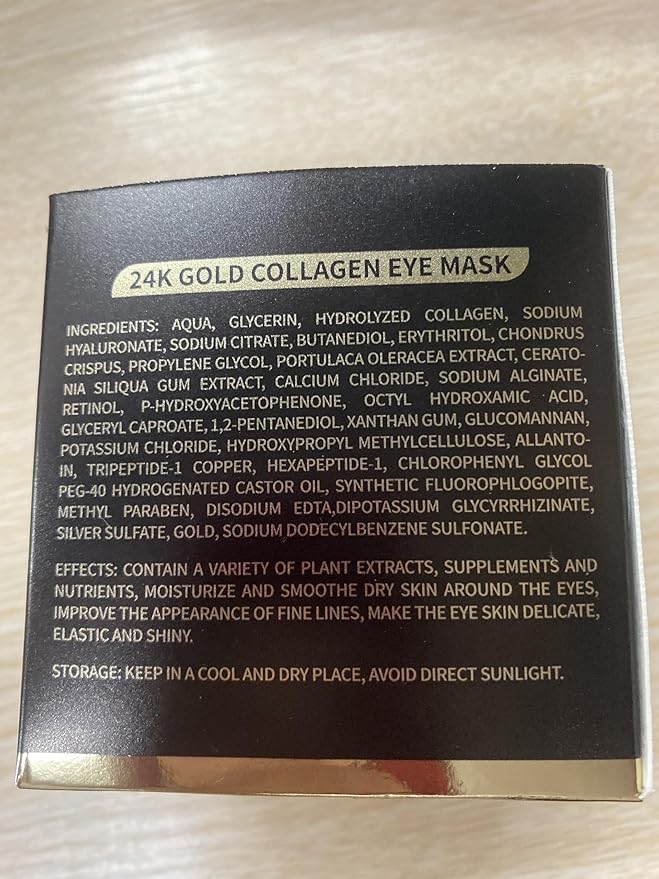 24K GOLD COLLAGEN EYE MASK
INGREDIENTS: AQUA, GLYCERIN, HYDROLYZED COLLAGEN, SODIUM
HYALURONATE, SODIUM CITRATE, BUTANEDIOL, ERYTHRITOL, CHONDRUS
CRISPUS, PROPYLENE GLYCOL, PORTULACA OLERACEA EXTRACT, CERATO-
NIA SILIQUA GUM EXTRACT, CALCIUM CHLORIDE, SODIUM ALGINATE,
RETINOL, P-HYDROXYACETOPHENONE, OCTYL HYDROXAMIC ACID,
GLYCERYL CAPROATE, 1,2-PENTANEDIOL, XANTHAN GUM, GLUCOMANNAN,
POTASSIUM CHLORIDE, HYDROXYPROPYL METHYLCELLULOSE, ALLANTO-
IN, TRIPEPTIDE-1 COPPER, HEXAPEPTIDE-1, CHLOROPHENYL GLYCOL
PEG-40 HYDROGENATED CASTOR OIL, SYNTHETIC FLUOROPHLOGOPITE,
METHYL PARABEN, DISODIUM EDTA,DIPOTASSIUM GLYCYRRHIZINATE,
SILVER SULFATE, GOLD, SODIUM DODECYLBENZENE SULFONATE.
EFFECTS: CONTAIN A VARIETY OF PLANT EXTRACTS, SUPPLEMENTS AND
NUTRIENTS, MOISTURIZE AND SMOOTHE DRY SKIN AROUND THE EYES,
IMPROVE THE APPEARANCE OF FINE LINES, MAKE THE EYE SKIN DELICATE,
ELASTIC AND SHINY.
STORAGE: KEEP IN A COOL AND DRY PLACE, AVOID DIRECT SUNLIGHT.